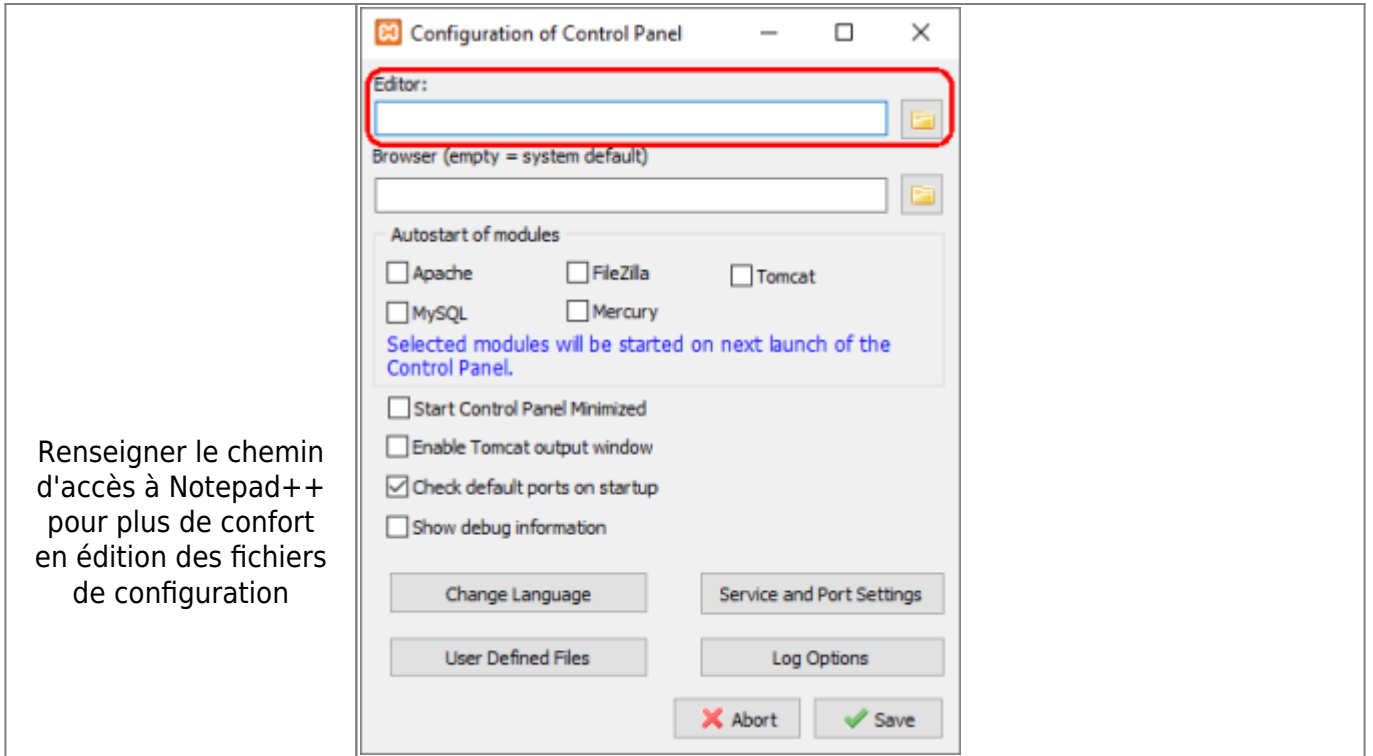 Configuration of Control Panel
Editor:
Browser (empty = system default)
Autostart of modules
Apache FileZilla Tomcat
MySQL Mercury
Selected modules will be started on next launch of the
Control Panel.
Start Control Panel Minimized
Enable Tomcat output window
Check default ports on startup
Show debug information
Change Language Service and Port Settings
User Defined Files Log Options
Abort Save
Renseigner le chemin
d'accès à Notepad++
pour plus de confort
en édition des fichiers
de configuration